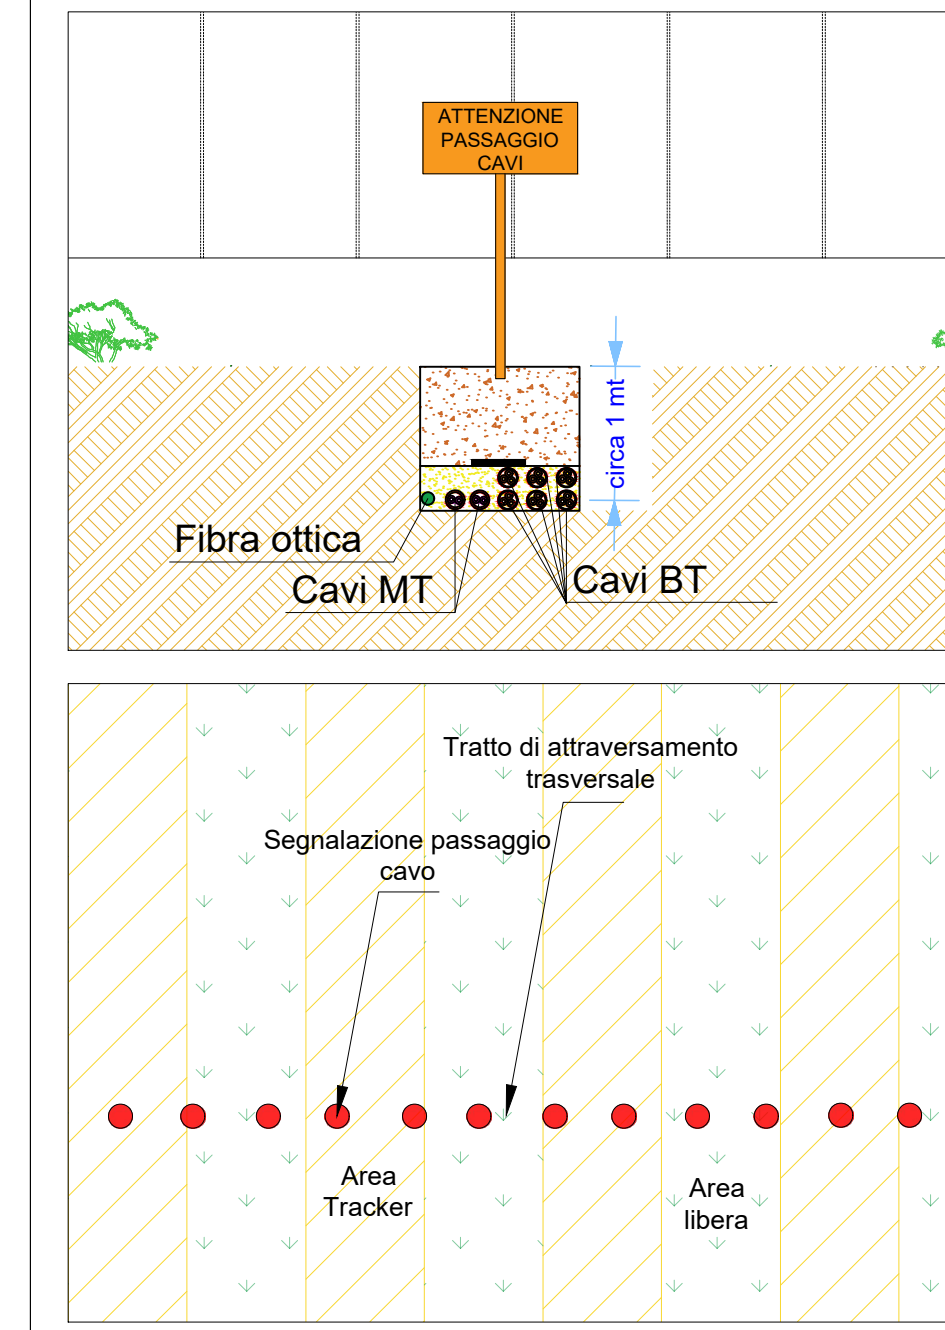 ATTENZIONE
PASSAGGIO
CAVI
circa 1 mt
Fibra ottica
Cavi MT
Cavi BT
Tratto di attraversamento
trasversale
Segnalazione passaggio
cavo
Area
Tracker
Area
libera